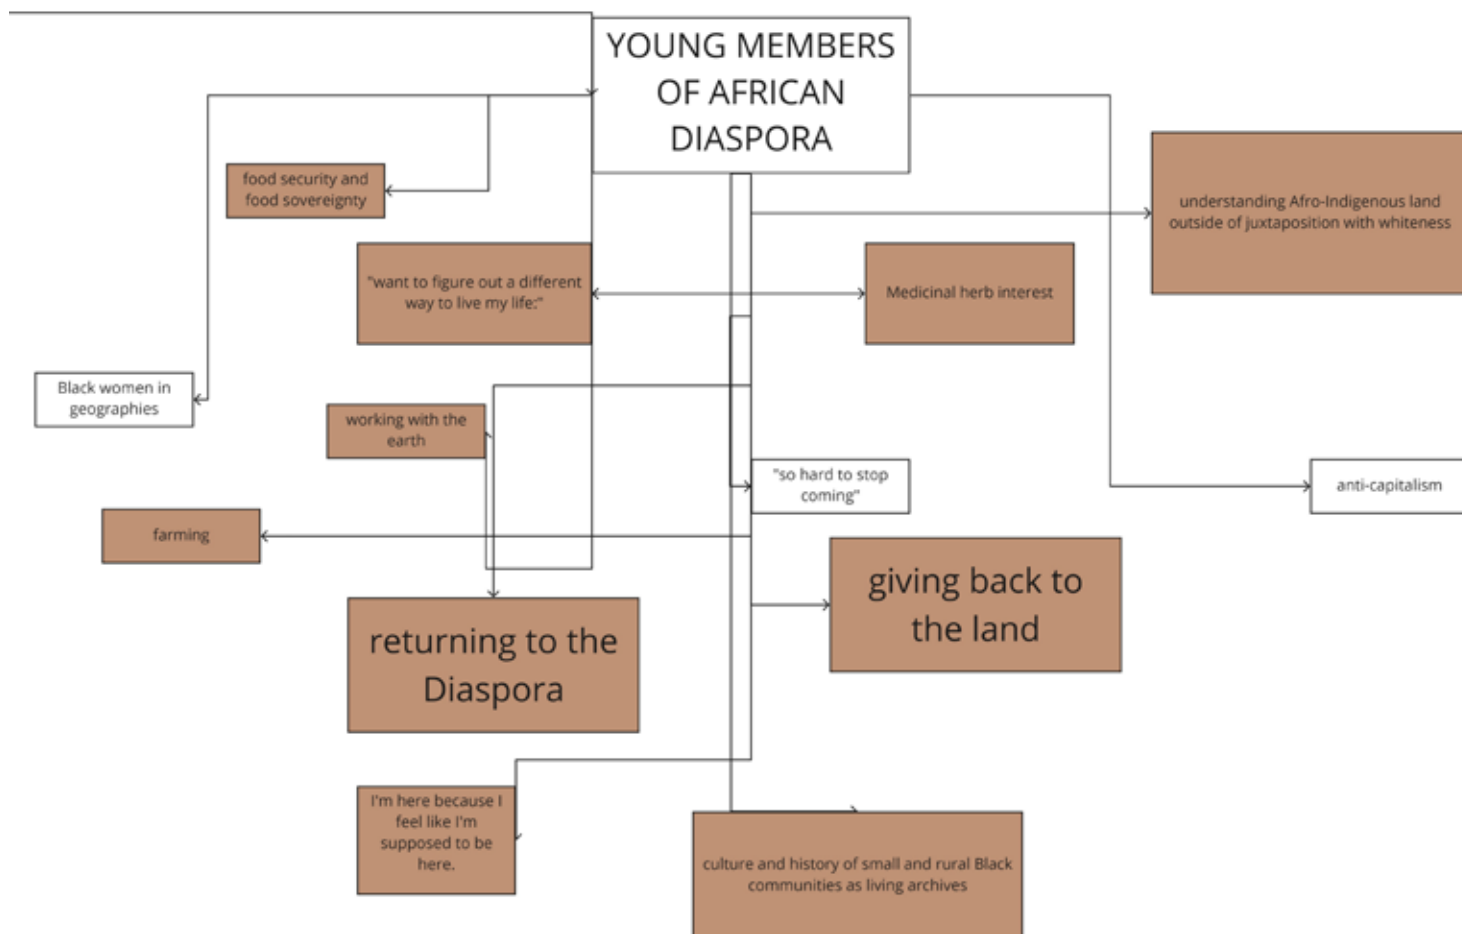 YOUNG MEMBERS
OF AFRICAN
DIASPORA
food security and
food sovereignty
understanding Afro-Indigenous land
outside of juxtaposition with whiteness
"want to figure out a different
way to live my life:"
Medicinal herb interest
Black women in
geographies
working with the
earth
"so hard to stop
coming"
anti-capitalism
farming
giving back to
the land
returning to the
Diaspora
I'm here because I
feel like I'm
supposed to be
here.
culture and history of small and rural Black
communities as living archives